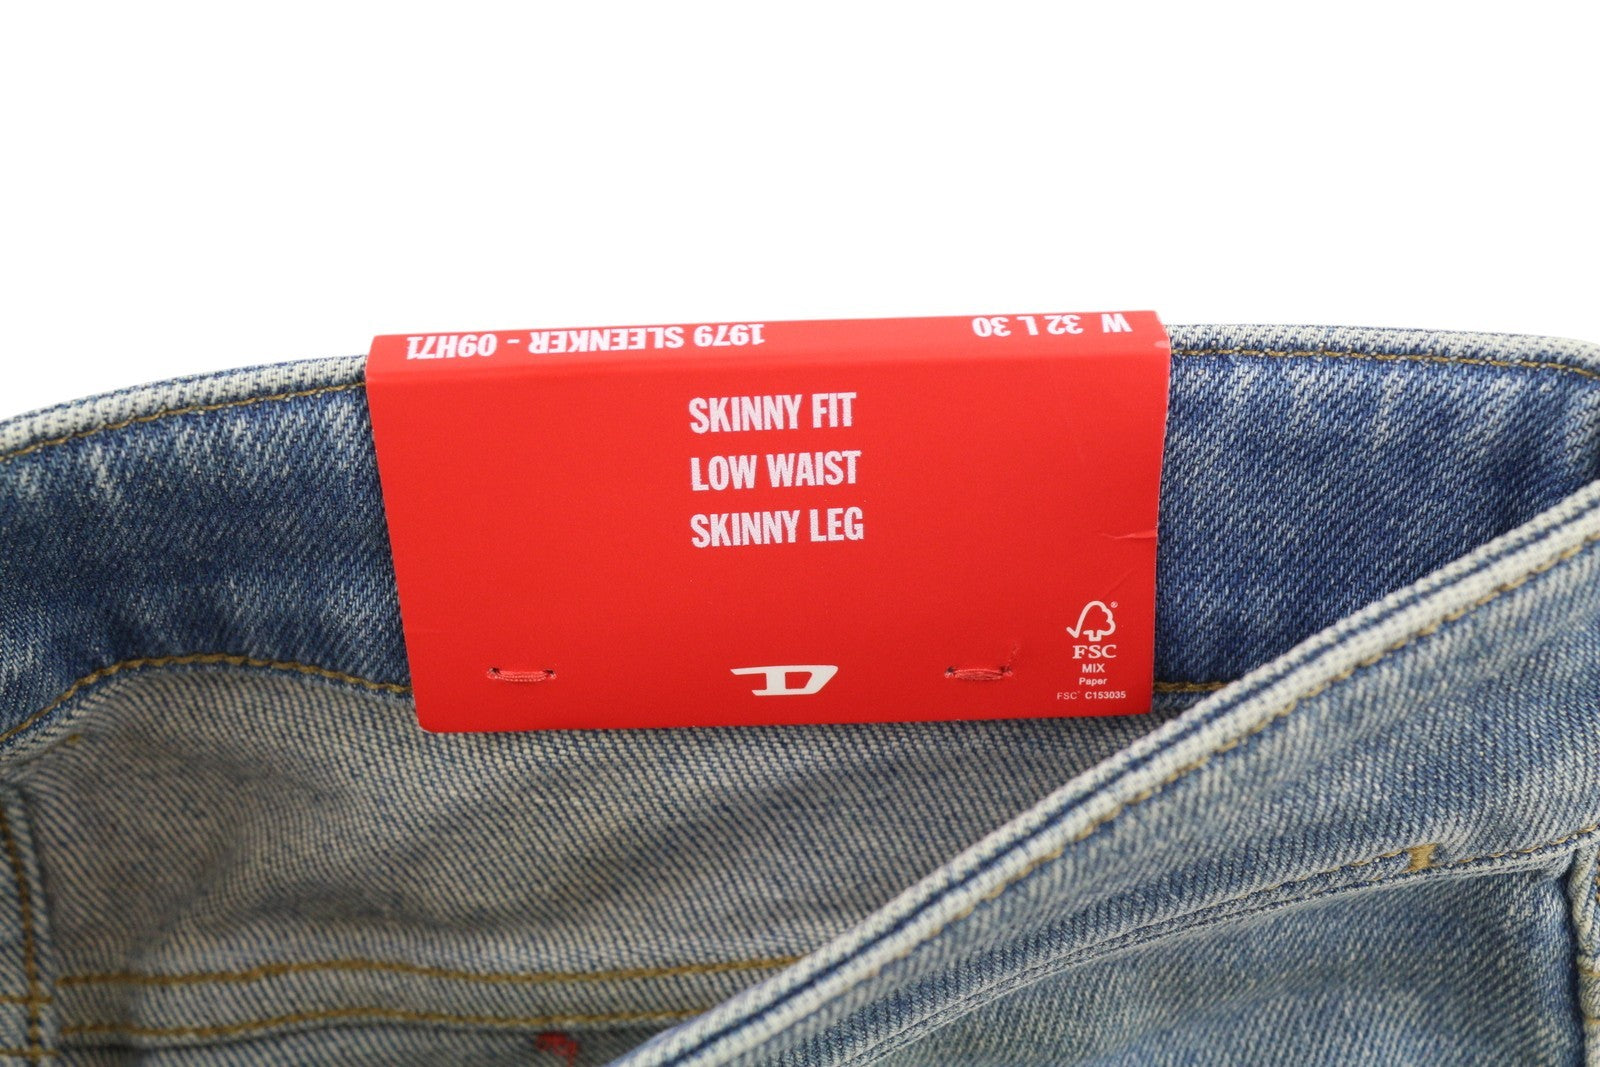 W 32 L 30
1979 SLEENKER - 09H71
SKINNY FIT
LOW WAIST
SKINNY LEG
D
FSC®
MIX
Paper
FSC® C153035